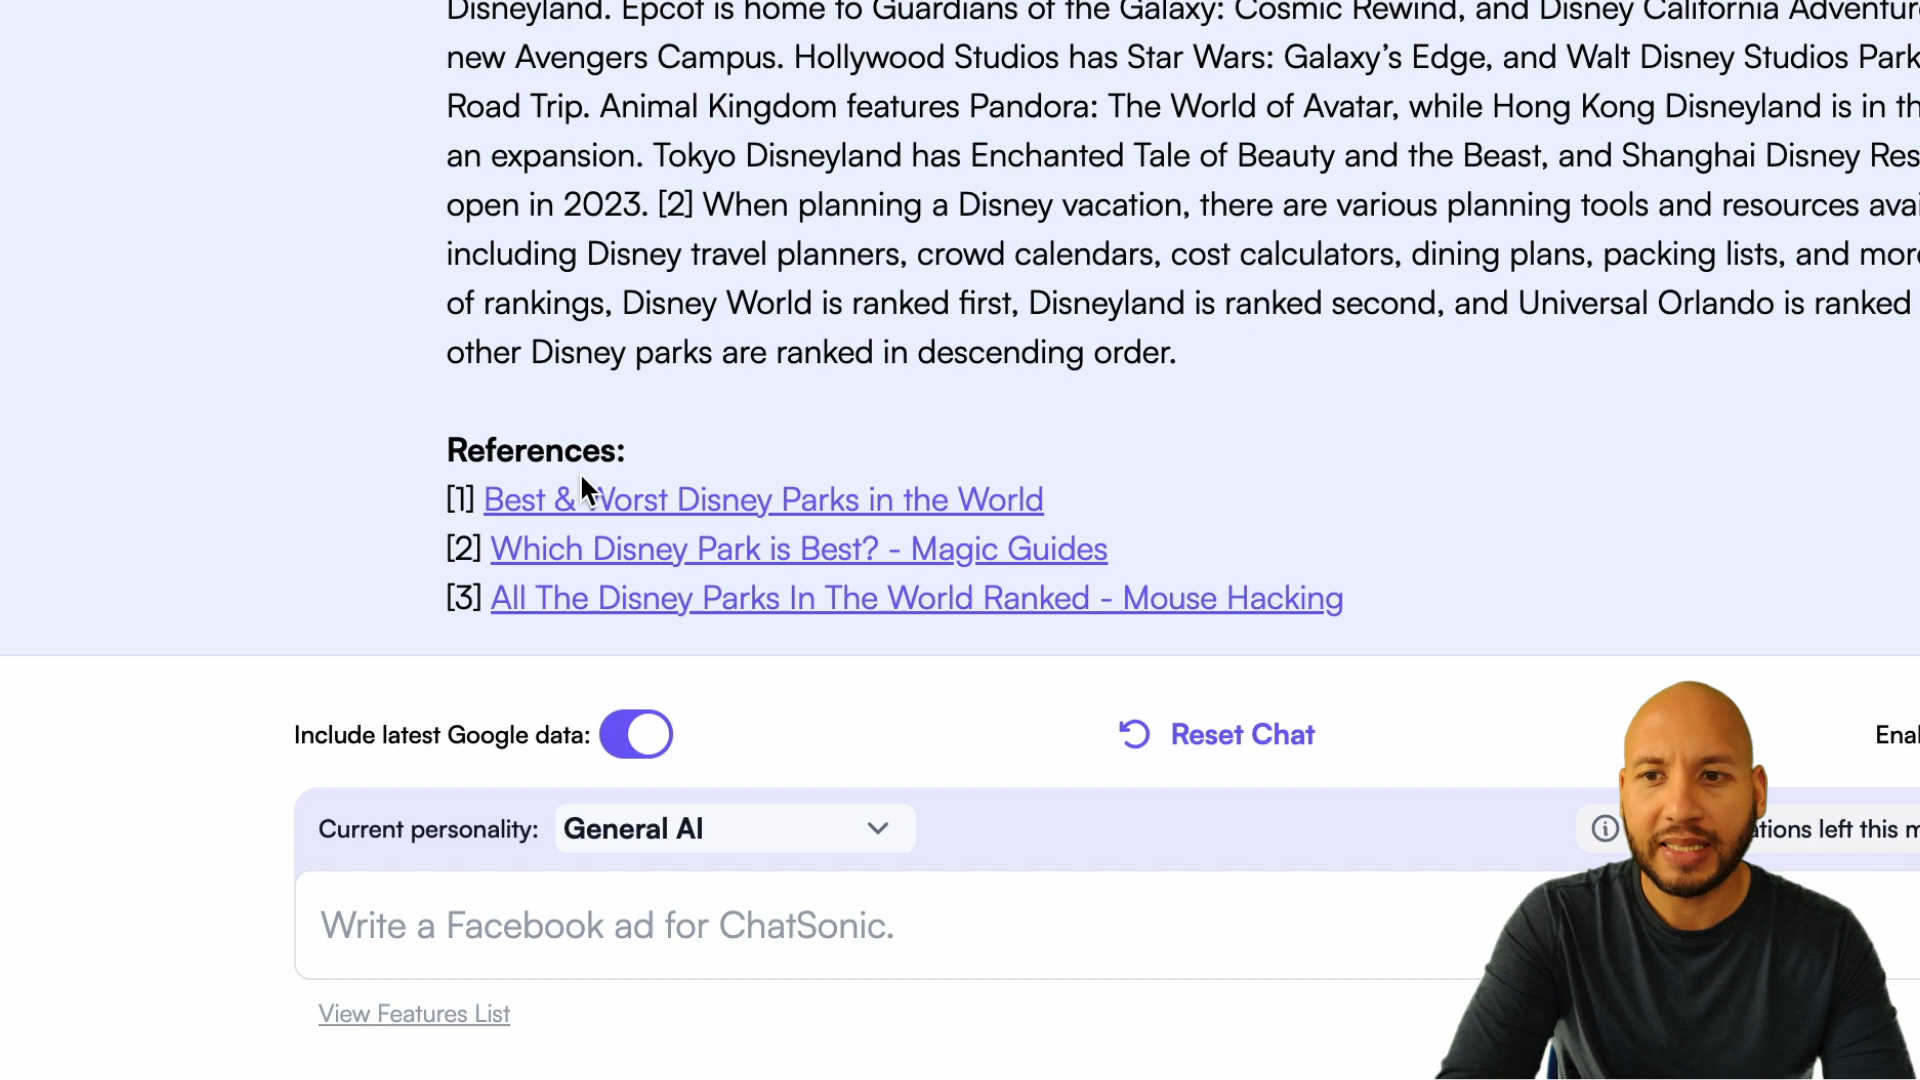 Disneyland. Epcot is home to Guardians of the Galaxy: Cosmic Rewind, and Disney California
new Avengers Campus. Hollywood Studios has Star Wars: Galaxy's Edge, and Walt Disney Studios Park
Road Trip. Animal Kingdom features Pandora: The World of Avatar, while Hong Kong Disneyland is in
an expansion. Tokyo Disneyland has Enchanted Tale of Beauty and the Beast, and Shanghai Disney
open in 2023. [2] When planning a Disney vacation, there are various planning tools and resources
including Disney travel planners, crowd calendars, cost calculators, dining plans, packing lists, and
of rankings, Disney World is ranked first, Disneyland is ranked second, and Universal Orlando is ranked
other Disney parks are ranked in descending order.
References:
[1] Best & Worst Disney Parks in the World
[2] Which Disney Park is Best? - Magic Guides
[3] All The Disney Parks In The World Ranked - Mouse Hacking
Include latest Google data:
Reset Chat
Current personality: General AI
left this
Write a Facebook ad for ChatSonic.
View Features List